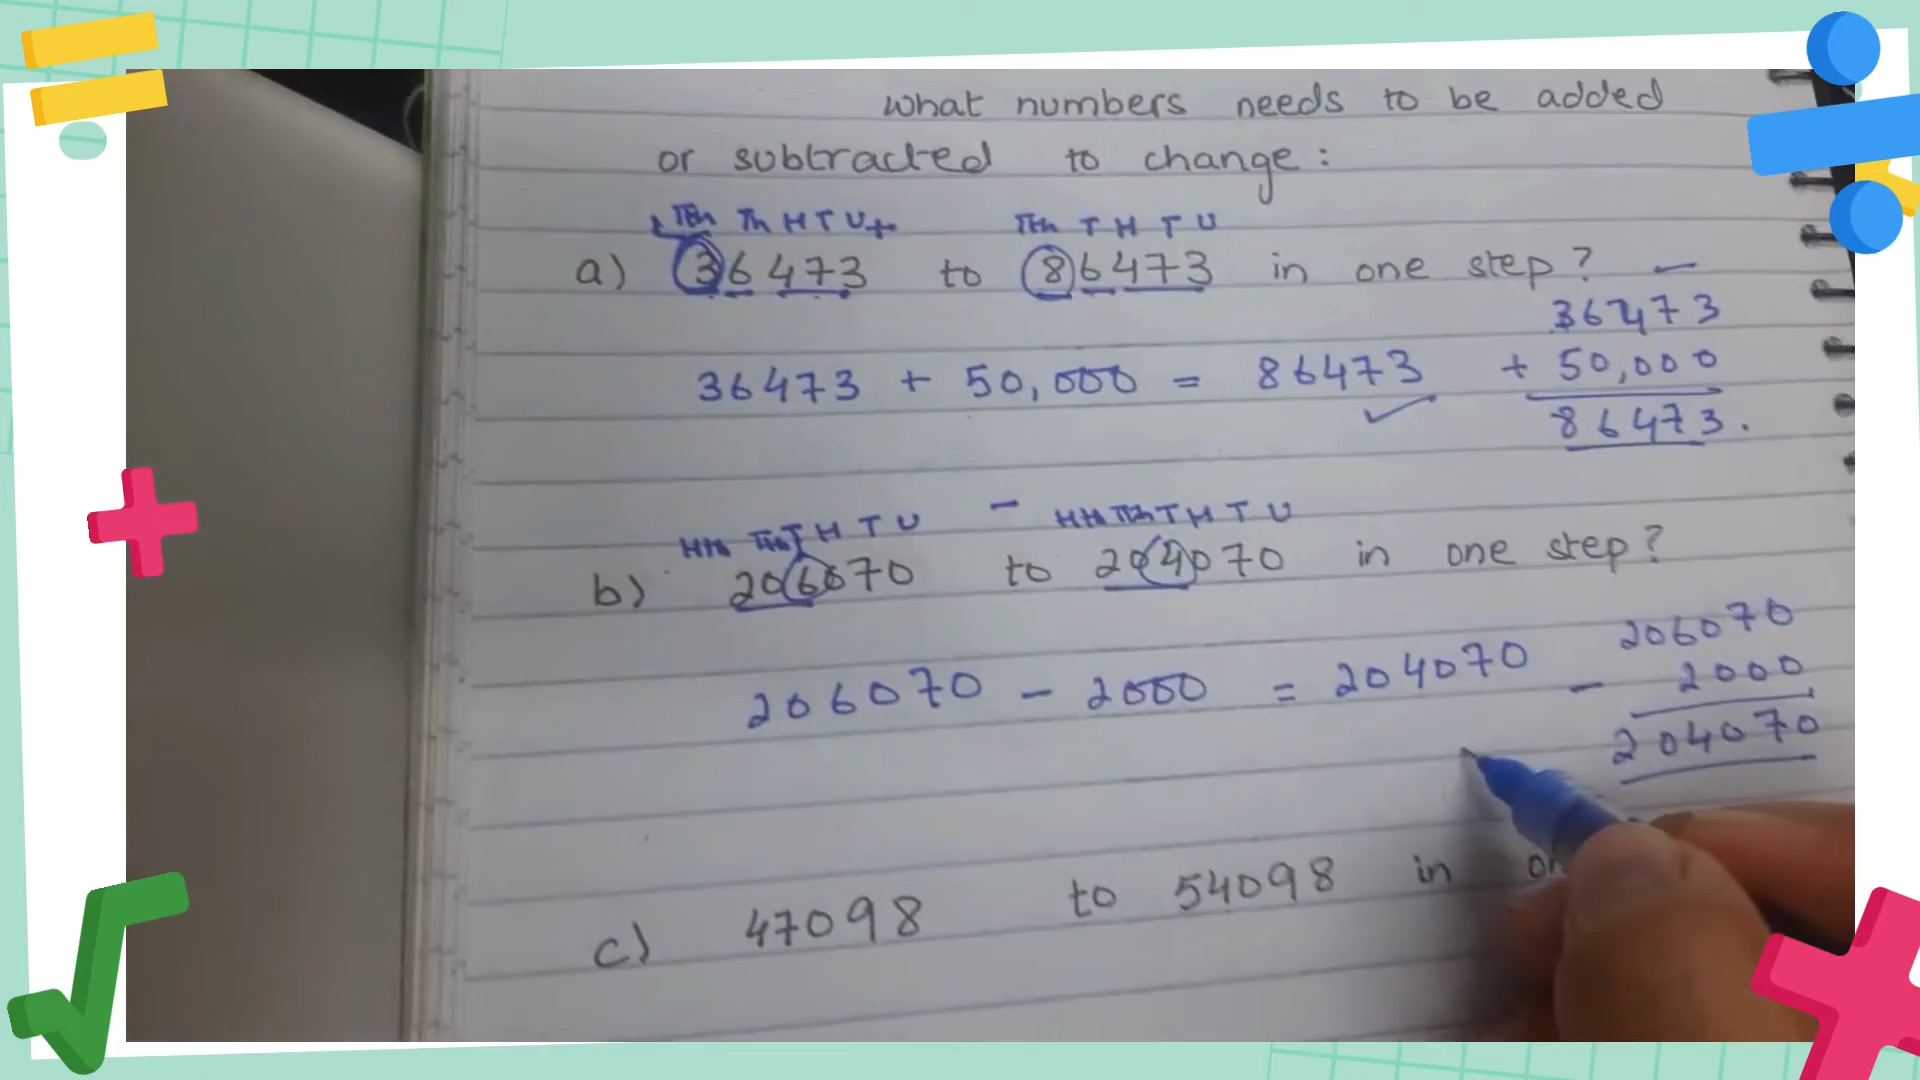 what numbers needs to be added
or subtracted to change:
TTh Th H T U + TTh T H T U
a) 36473 to 86473 in one step? -
36473
36473 + 50,000 = 86473 ✓ + 50,000
86473.
HTh TTh T H T U - HTh TTh T H T U
b) 206070 to 204070 in one step?
206070
206070 - 2000 = 204070 - 2000
204070
c) 47098 to 54098 in